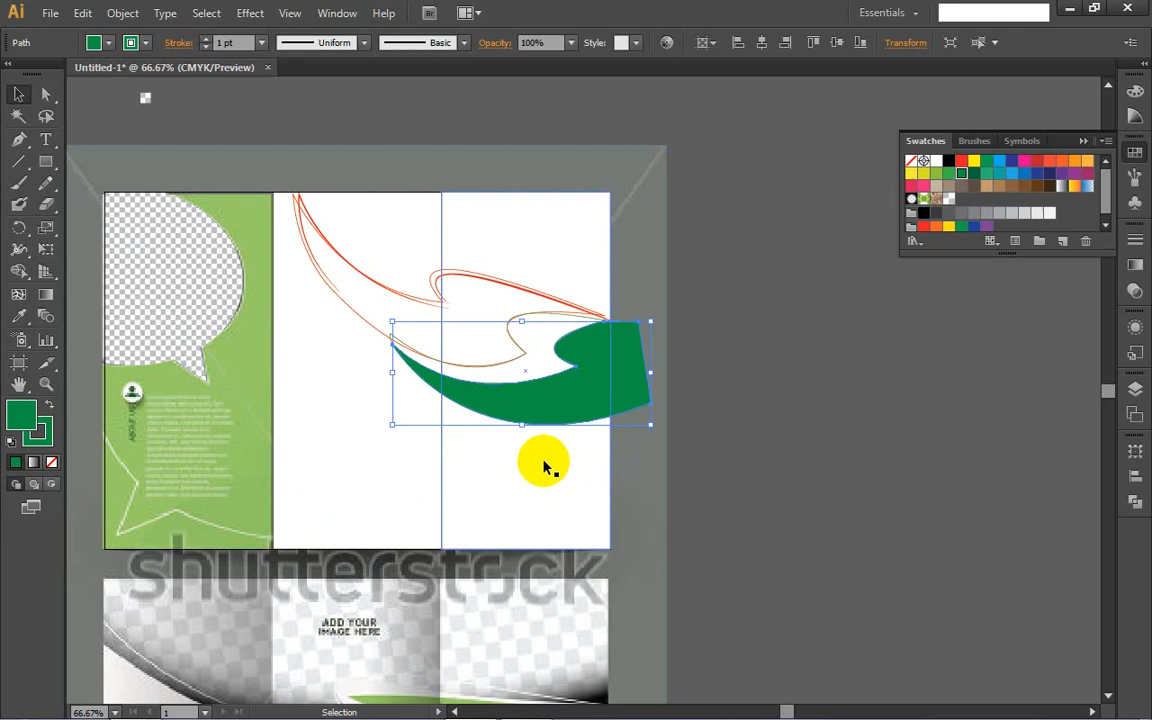 Ai File Edit Object Type Select Effect View Window Help Br Essentials
Path Stroke: 1 pt Uniform Basic Opacity: 100% Style: Transform
Untitled-1* @ 66.67% (CMYK/Preview) ×
Swatches Brushes Symbols
T
shutterstock
ADD YOUR
IMAGE HERE
66.67% 1 Selection